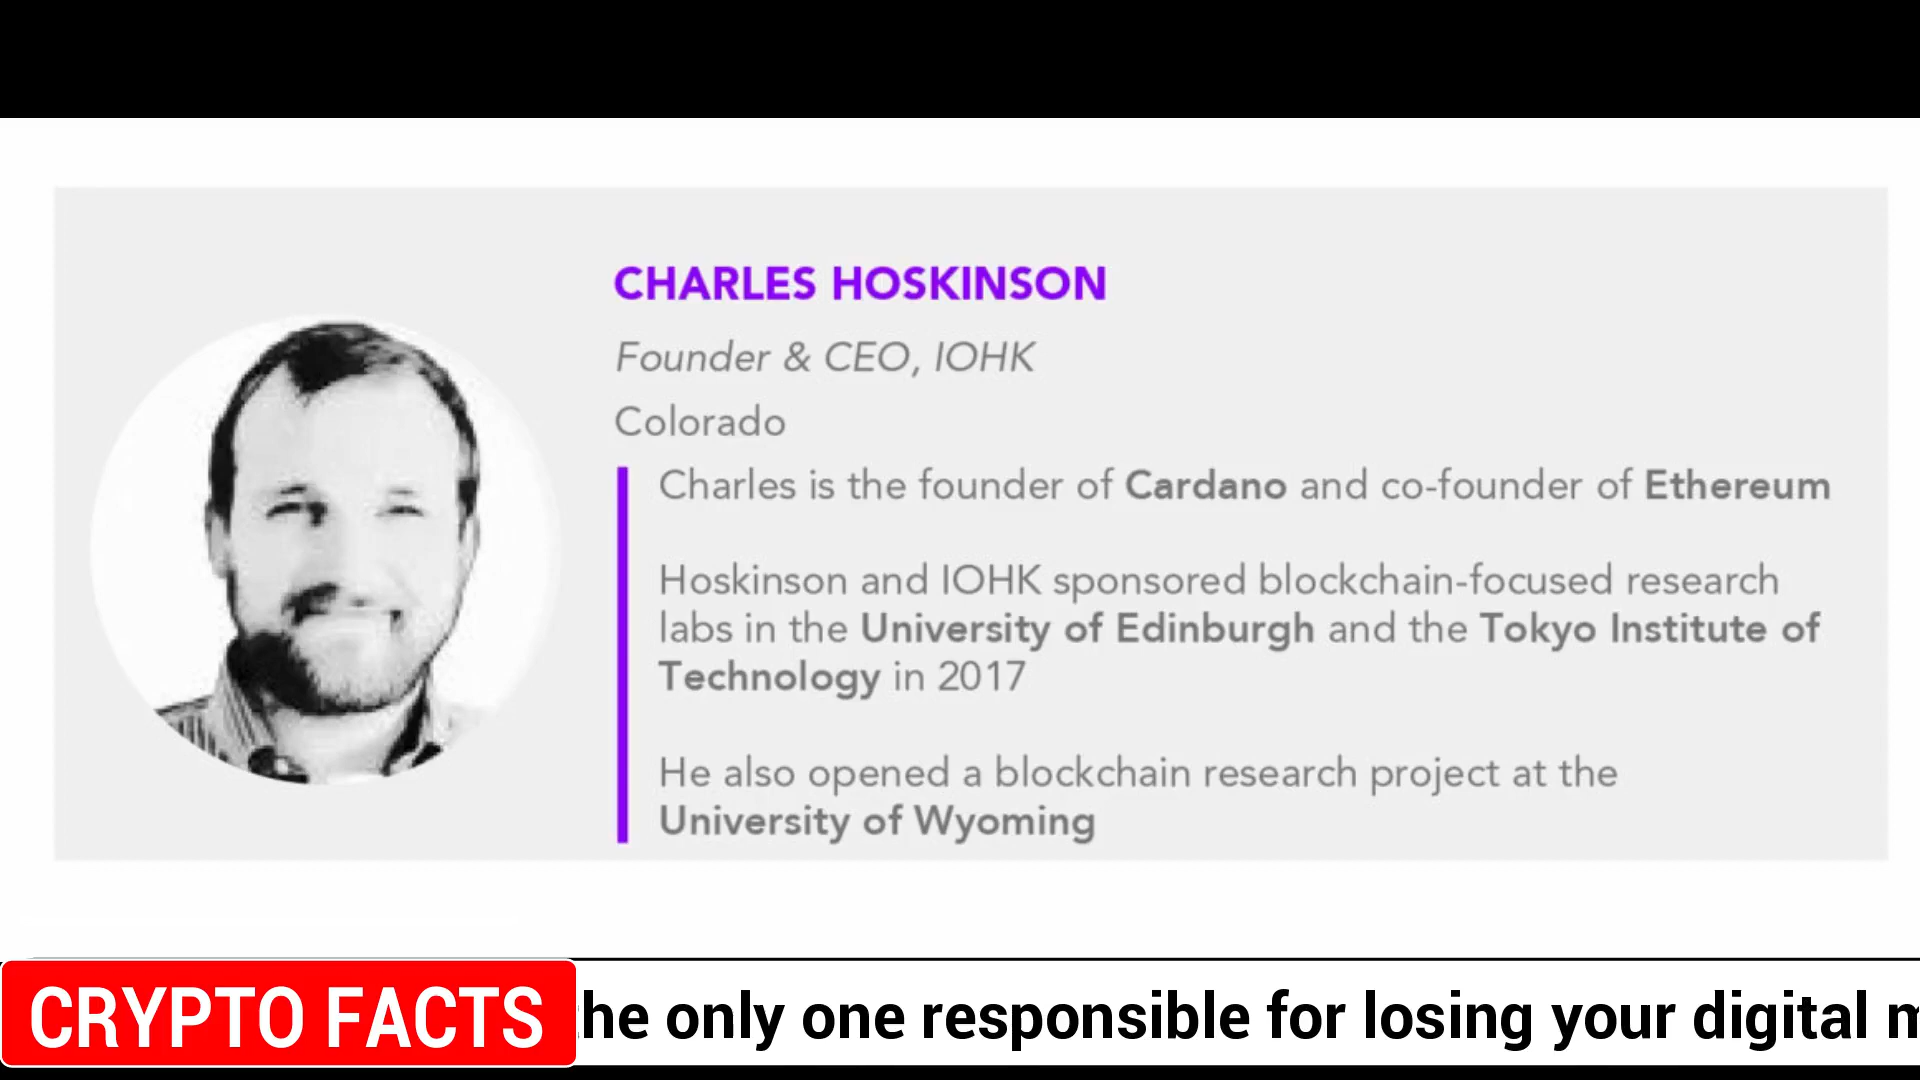 CHARLES HOSKINSON
Founder & CEO, IOHK
Colorado
Charles is the founder of Cardano and co-founder of Ethereum
Hoskinson and IOHK sponsored blockchain-focused research
labs in the University of Edinburgh and the Tokyo Institute of
Technology in 2017
He also opened a blockchain research project at the
University of Wyoming
CRYPTO FACTS
the only one responsible for losing your digital